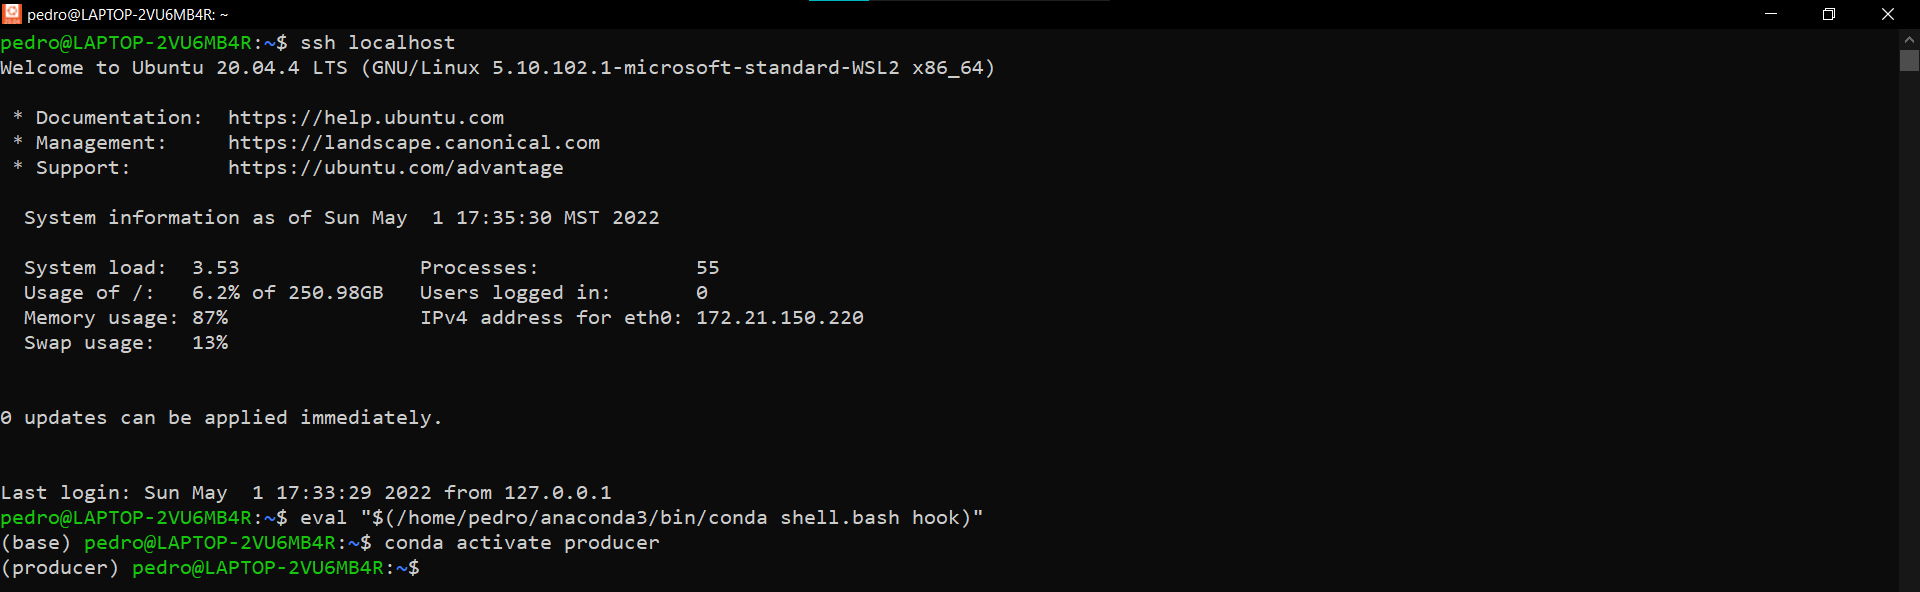 pedro@LAPTOP-2VU6MB4R: ~
pedro@LAPTOP-2VU6MB4R:~$ ssh localhost
Welcome to Ubuntu 20.04.4 LTS (GNU/Linux 5.10.102.1-microsoft-standard-WSL2 x86_64)
* Documentation:  https://help.ubuntu.com
* Management:     https://landscape.canonical.com
* Support:        https://ubuntu.com/advantage
System information as of Sun May  1 17:35:30 MST 2022
System load:  3.53               Processes:             55
Usage of /:   6.2% of 250.98GB   Users logged in:       0
Memory usage: 87%                IPv4 address for eth0: 172.21.150.220
Swap usage:   13%
0 updates can be applied immediately.
Last login: Sun May  1 17:33:29 2022 from 127.0.0.1
pedro@LAPTOP-2VU6MB4R:~$ eval "$(/home/pedro/anaconda3/bin/conda shell.bash hook)"
(base) pedro@LAPTOP-2VU6MB4R:~$ conda activate producer
(producer) pedro@LAPTOP-2VU6MB4R:~$